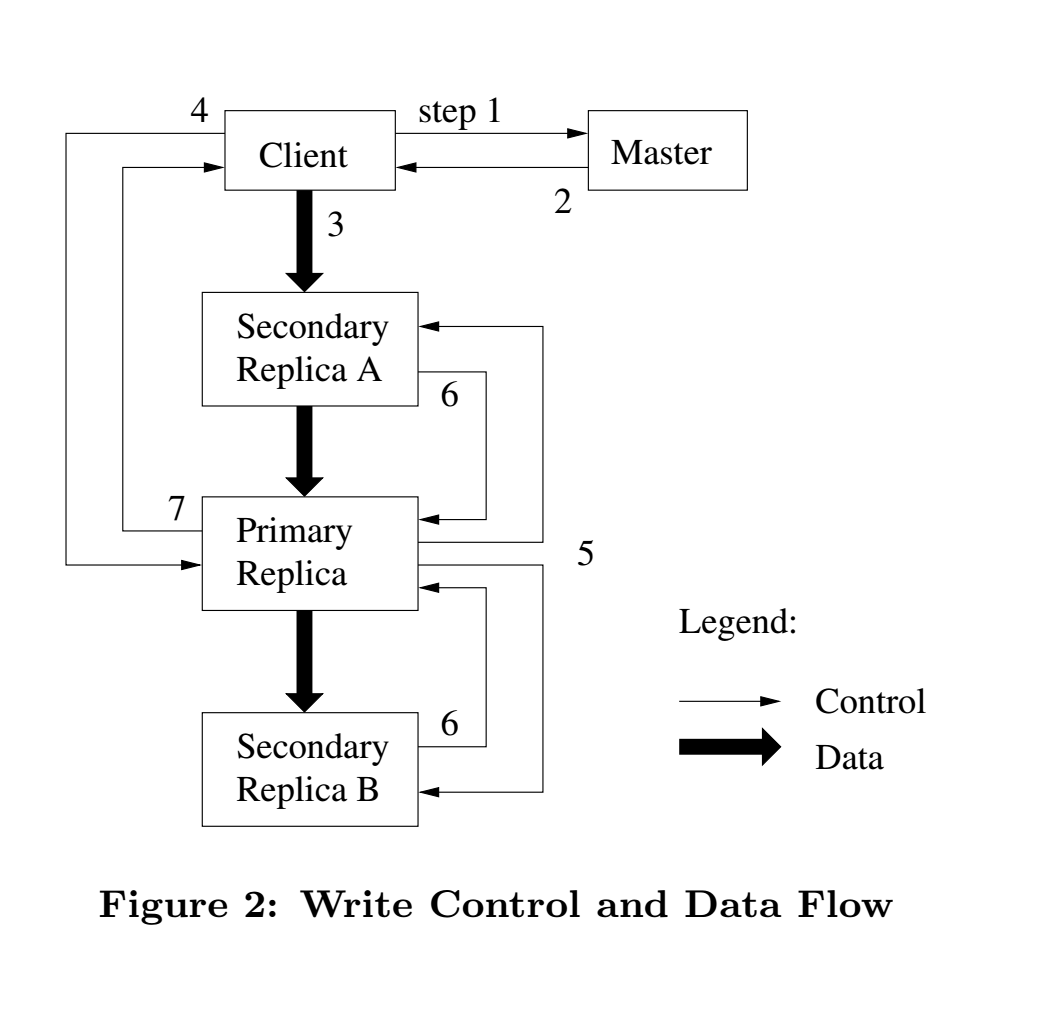 4
step 1
Client
Master
2
3
Secondary
Replica A
6
7
Primary
Replica
5
Legend:
Control
Data
6
Secondary
Replica B
Figure 2: Write Control and Data Flow